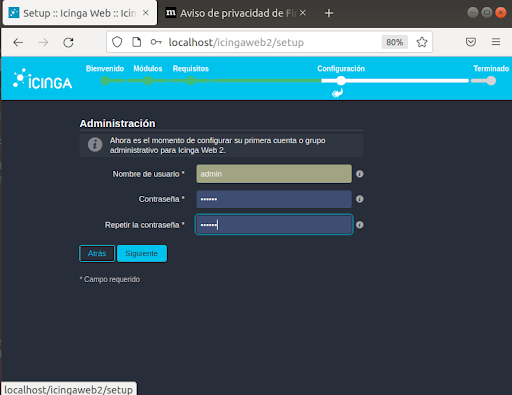 Setup :: Icinga Web :: Icin
Aviso de privacidad de Fir
localhost/icingaweb2/setup
80%
ICINGA
Bienvenido
Módulos
Requisitos
Configuración
Terminado
Administración
Ahora es el momento de configurar su primera cuenta o grupo
administrativo para Icinga Web 2.
Nombre de usuario *
admin
Contraseña *
••••••
Repetir la contraseña *
••••••
Atrás
Siguiente
* Campo requerido
localhost/icingaweb2/setup